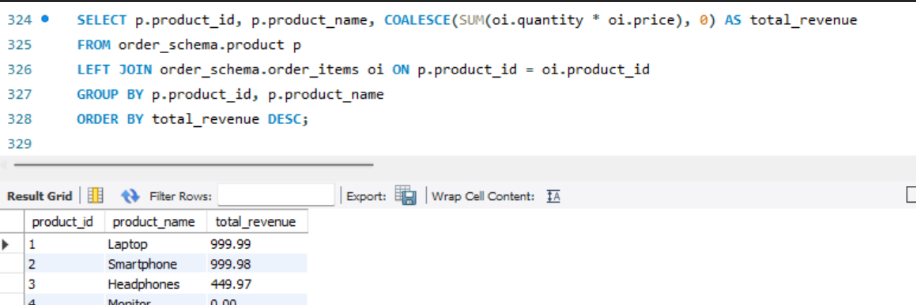 324 SELECT p.product_id, p.product_name, COALESCE(SUM(oi.quantity * oi.price), 0) AS total_revenue
325 FROM order_schema.product p
326 LEFT JOIN order_schema.order_items oi ON p.product_id = oi.product_id
327 GROUP BY p.product_id, p.product_name
328 ORDER BY total_revenue DESC;
329
Result Grid Filter Rows: Export: Wrap Cell Content: IA
product_id product_name total_revenue
1 Laptop 999.99
2 Smartphone 999.98
3 Headphones 449.97
4 Monitor 0.00